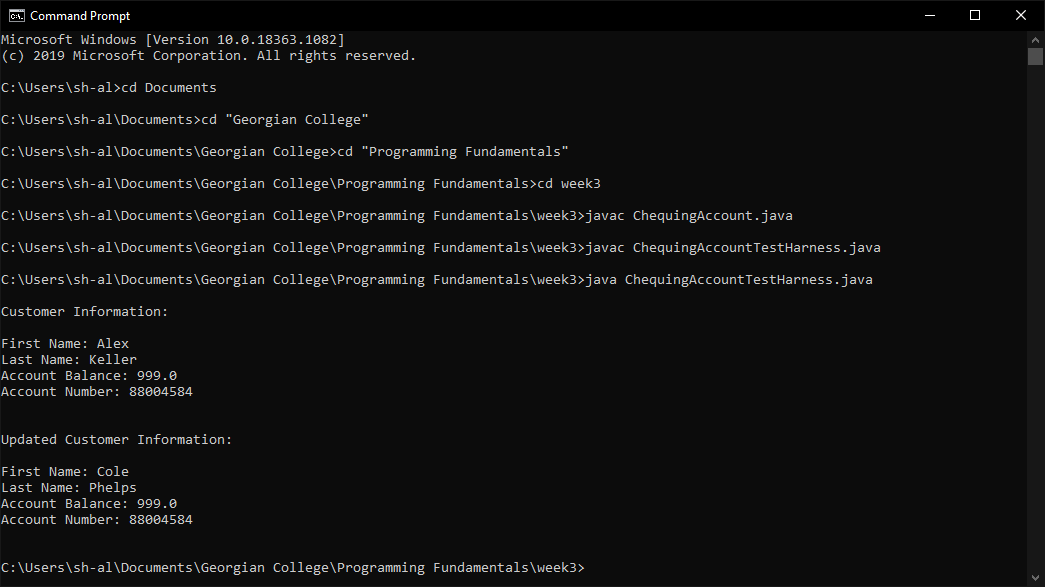 Command Prompt
Microsoft Windows [Version 10.0.18363.1082]
(c) 2019 Microsoft Corporation. All rights reserved.
C:\Users\sh-al>cd Documents
C:\Users\sh-al\Documents>cd "Georgian College"
C:\Users\sh-al\Documents\Georgian College>cd "Programming Fundamentals"
C:\Users\sh-al\Documents\Georgian College\Programming Fundamentals>cd week3
C:\Users\sh-al\Documents\Georgian College\Programming Fundamentals\week3>javac ChequingAccount.java
C:\Users\sh-al\Documents\Georgian College\Programming Fundamentals\week3>javac ChequingAccountTestHarness.java
C:\Users\sh-al\Documents\Georgian College\Programming Fundamentals\week3>java ChequingAccountTestHarness.java
Customer Information:
First Name: Alex
Last Name: Keller
Account Balance: 999.0
Account Number: 88004584
Updated Customer Information:
First Name: Cole
Last Name: Phelps
Account Balance: 999.0
Account Number: 88004584
C:\Users\sh-al\Documents\Georgian College\Programming Fundamentals\week3>